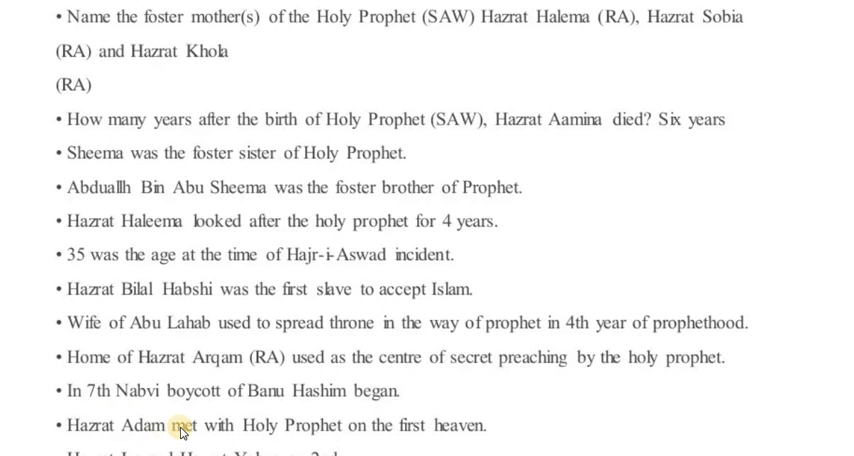 • Name the foster mother(s) of the Holy Prophet (SAW) Hazrat Halema (RA), Hazrat Sobia
(RA) and Hazrat Khola
(RA)
• How many years after the birth of Holy Prophet (SAW), Hazrat Aamina died? Six years
• Sheema was the foster sister of Holy Prophet.
• Abduallh Bin Abu Sheema was the foster brother of Prophet.
• Hazrat Haleema looked after the holy prophet for 4 years.
• 35 was the age at the time of Hajr-i-Aswad incident.
• Hazrat Bilal Habshi was the first slave to accept Islam.
• Wife of Abu Lahab used to spread throne in the way of prophet in 4th year of prophethood.
• Home of Hazrat Arqam (RA) used as the centre of secret preaching by the holy prophet.
• In 7th Nabvi boycott of Banu Hashim began.
• Hazrat Adam met with Holy Prophet on the first heaven.